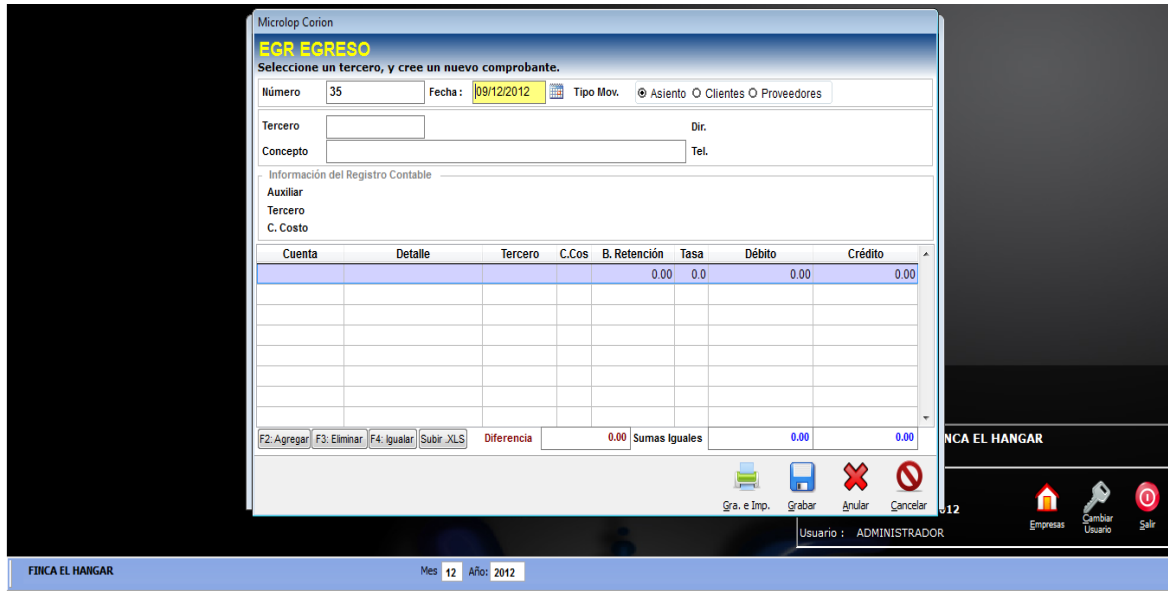 Microlop Corion
EGR EGRESO
Seleccione un tercero, y cree un nuevo comprobante.
Número 35 Fecha : 09/12/2012 Tipo Mov. Asiento Clientes Proveedores
Tercero Dir.
Concepto Tel.
Información del Registro Contable
Auxiliar
Tercero
C. Costo
Cuenta Detalle Tercero C.Cos B. Retención Tasa Débito Crédito
0.00 0.0 0.00 0.00
F2: Agregar F3: Eliminar F4: Igualar Subir .XLS Diferencia 0.00 Sumas Iguales 0.00 0.00
NCA EL HANGAR
Gra. e Imp. Grabar Anular Cancelar
012
Empresas Cambiar Usuario Salir
Usuario : ADMINISTRADOR
FINCA EL HANGAR Mes 12 Año: 2012